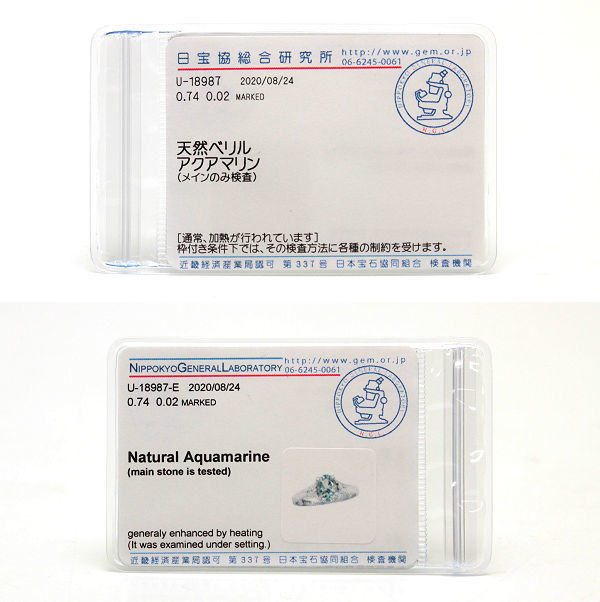 日宝協総合研究所
http://www.gem.or.jp
06-6245-0061
U-18987 2020/08/24
0.74 0.02 MARKED
天然ベリル
アクアマリン
(メインのみ検査)
[通常、加熱が行われています]
枠付き条件下では、その検査方法に各種の制約を受けます。
近畿経済産業局認可 第337号 日本宝石協同組合 検査機関
NIPPOKYO GENERAL LABORATORY
http://www.gem.or.jp
06-6245-0061
U-18987-E 2020/08/24
0.74 0.02 MARKED
Natural Aquamarine
(main stone is tested)
generaly enhanced by heating
(It was examined under setting.)
近畿経済産業局認可 第337号 日本宝石協同組合 検査機関